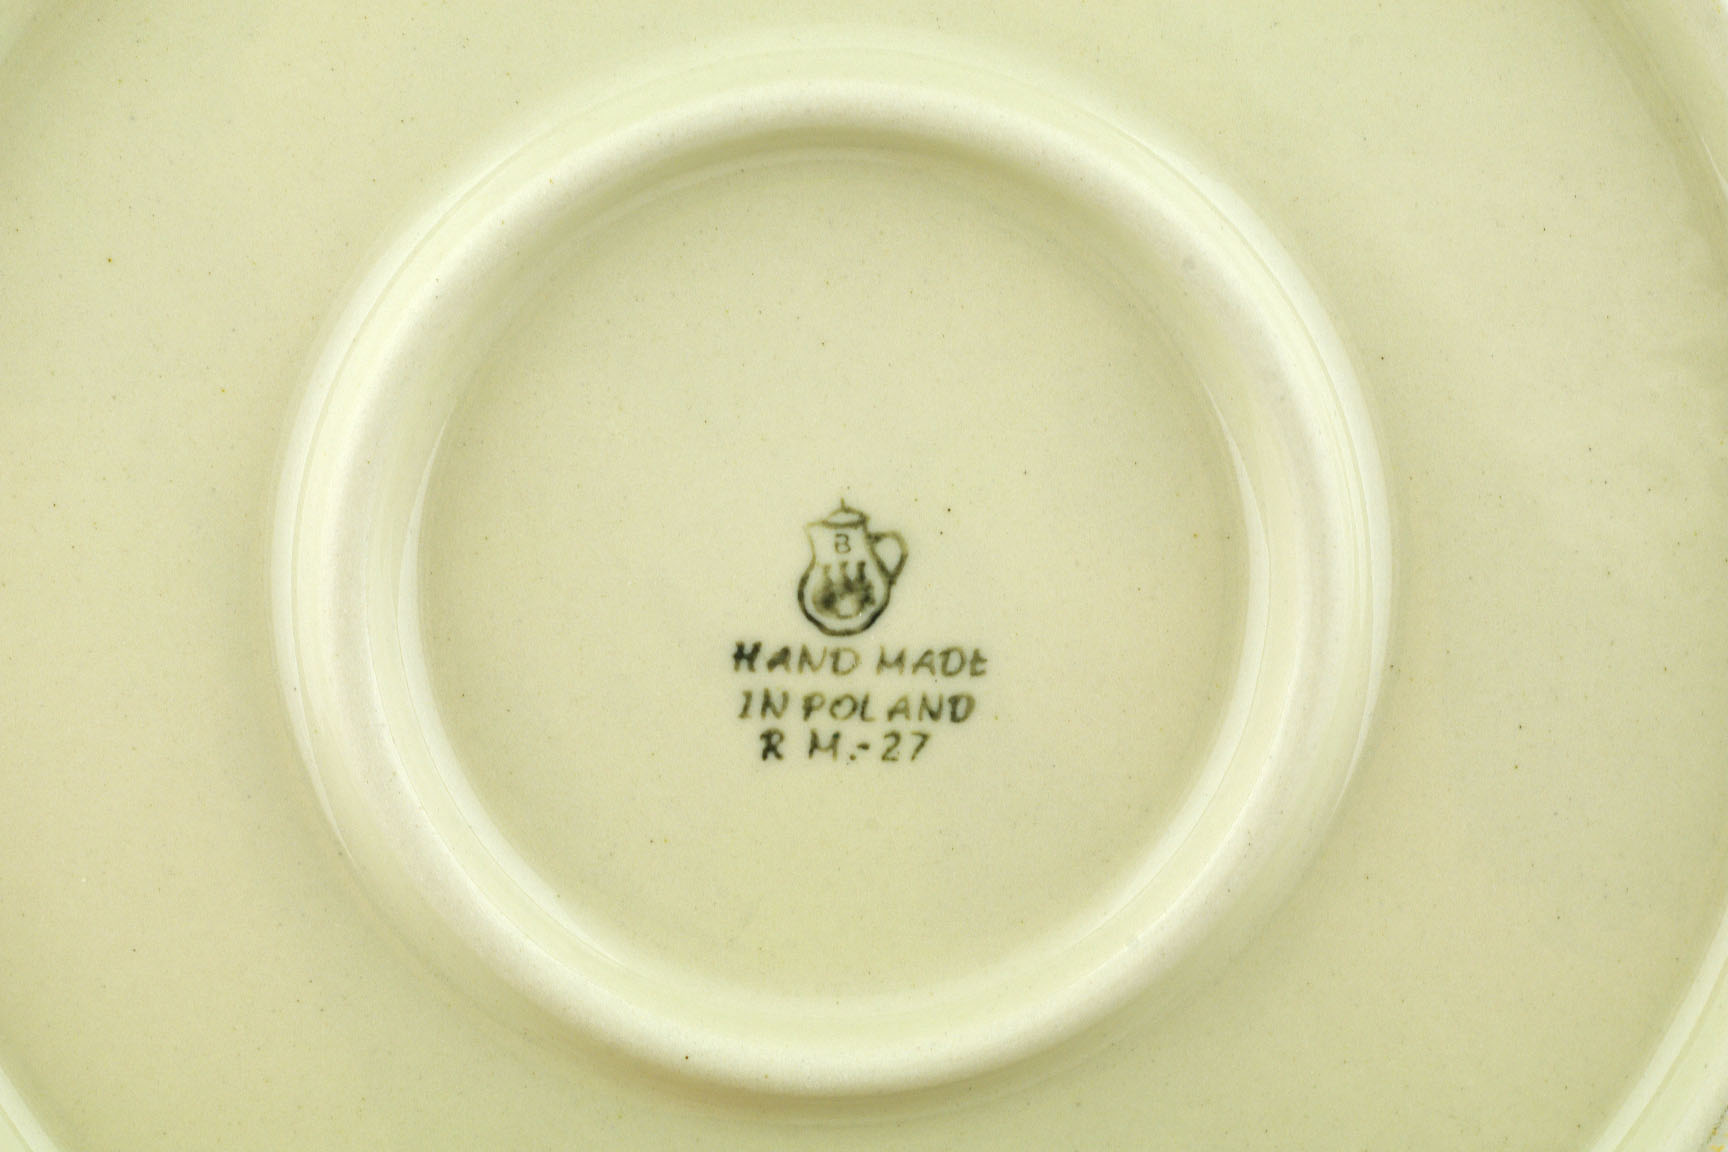 B
HAND MADE
IN POLAND
R M.-27